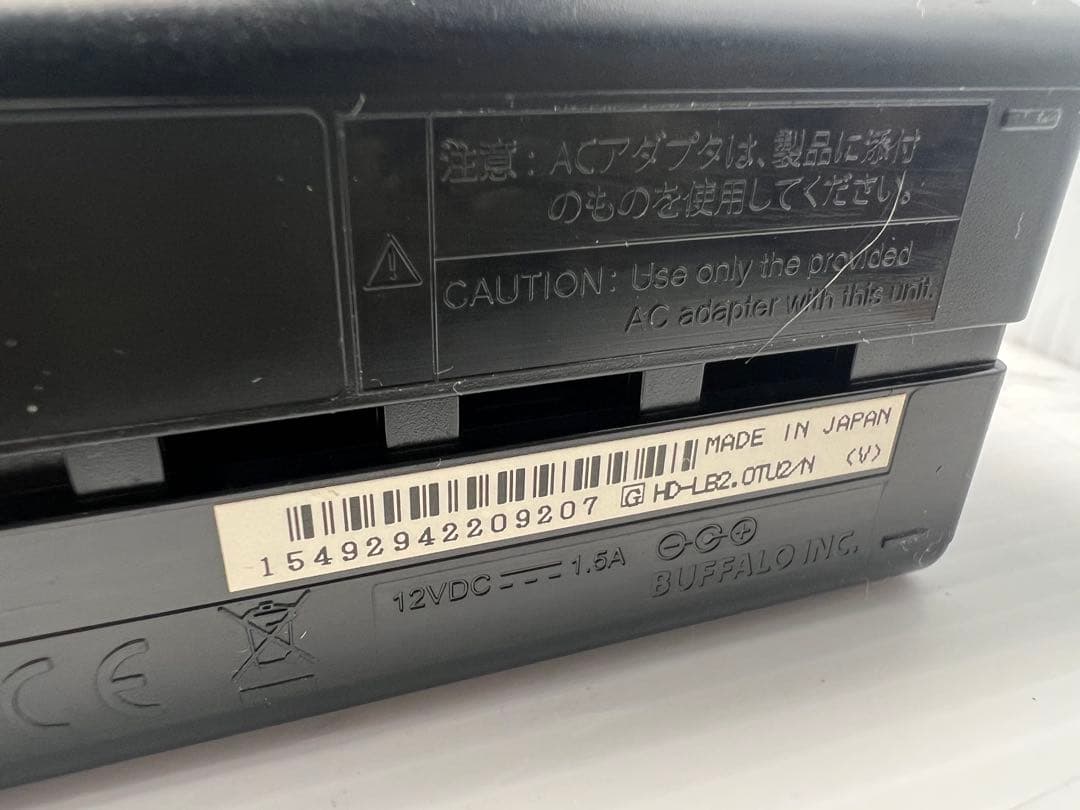 注意：ACアダプタは、製品に添付
のものを使用してください。
CAUTION: Use only the provided
AC adapter with this unit.
MADE IN JAPAN
15492942209207 G HD-LB2.0TU2/N (V)
12VDC 1.5A
BUFFALO INC.
CE